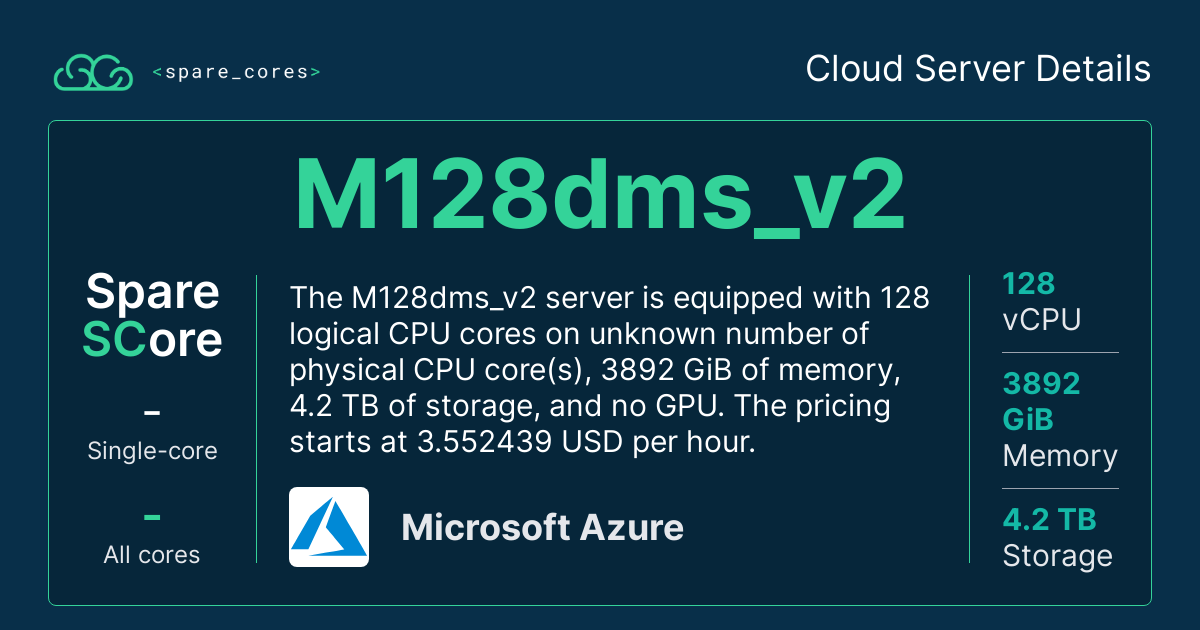 <spare_cores>
Cloud Server Details
M128dms_v2
Spare
SCore
–
Single-core
–
All cores
The M128dms_v2 server is equipped with 128
logical CPU cores on unknown number of
physical CPU core(s), 3892 GiB of memory,
4.2 TB of storage, and no GPU. The pricing
starts at 3.552439 USD per hour.
Microsoft Azure
128
vCPU
3892
GiB
Memory
4.2 TB
Storage